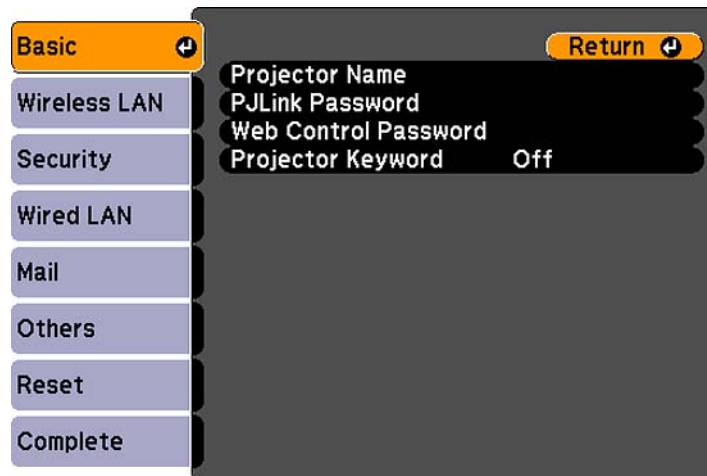 Basic
Return
Projector Name
PJLink Password
Web Control Password
Projector Keyword Off
Wireless LAN
Security
Wired LAN
Mail
Others
Reset
Complete